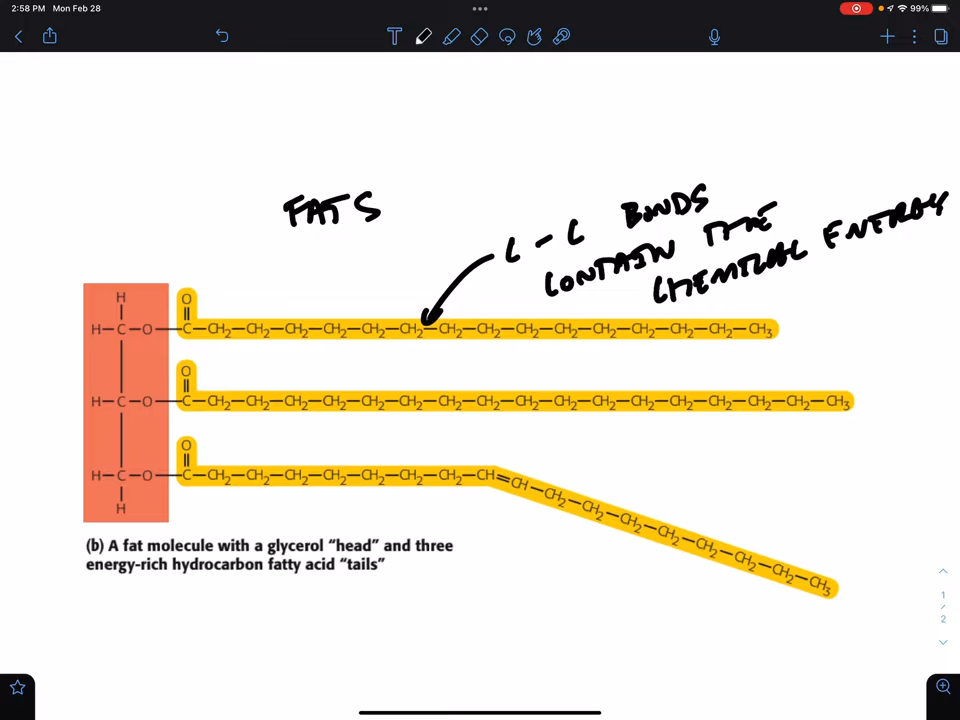 2:58 PM Mon Feb 28
99%
T
FATS
C - C BONDS
CONTAIN THE
CHEMICAL ENERGY
H O
H—C—O—C—CH₂—CH₂—CH₂—CH₂—CH₂—CH₂—CH₂—CH₂—CH₂—CH₂—CH₂—CH₂—CH₂—CH₂—CH₃
O
H—C—O—C—CH₂—CH₂—CH₂—CH₂—CH₂—CH₂—CH₂—CH₂—CH₂—CH₂—CH₂—CH₂—CH₂—CH₂—CH₂—CH₂—CH₃
O
H—C—O—C—CH₂—CH₂—CH₂—CH₂—CH₂—CH₂—CH₂—CH=CH—CH₂—CH₂—CH₂—CH₂—CH₂—CH₂—CH₂—CH₃
H
(b) A fat molecule with a glycerol “head” and three
energy-rich hydrocarbon fatty acid “tails”
1
/
2